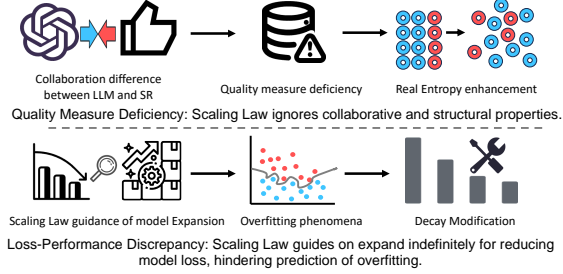 Collaboration difference
between LLM and SR
Quality measure deficiency
Real Entropy enhancement
Quality Measure Deficiency: Scaling Law ignores collaborative and structural properties.
Scaling Law guidance of model Expansion
Overfitting phenomena
Decay Modification
Loss-Performance Discrepancy: Scaling Law guides on expand indefinitely for reducing
model loss, hindering prediction of overfitting.